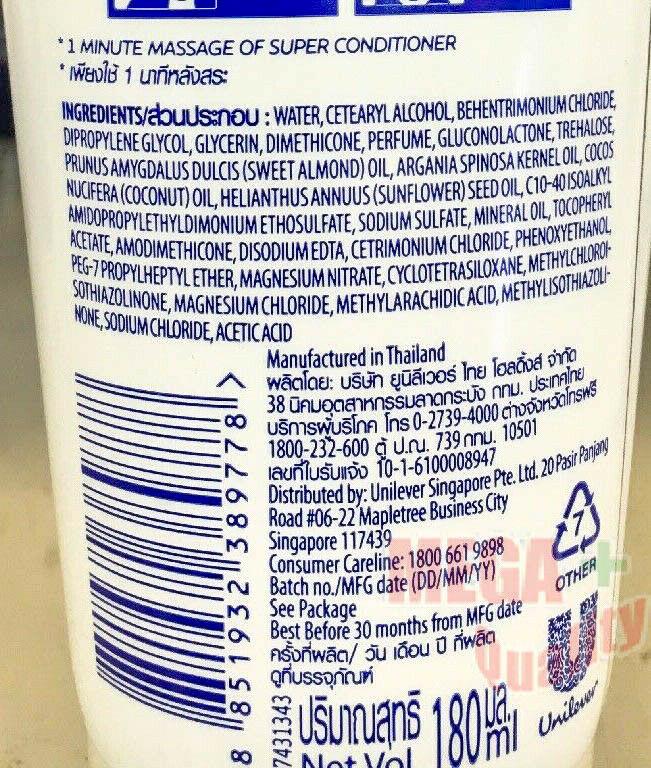 *1 MINUTE MASSAGE OF SUPER CONDITIONER
* เพียงใช้ 1 นาทีหลังสระ
INGREDIENTS/ส่วนประกอบ : WATER, CETEARYL ALCOHOL, BEHENTRIMONIUM CHLORIDE,
DIPROPYLENE GLYCOL, GLYCERIN, DIMETHICONE, PERFUME, GLUCONOLACTONE, TREHALOSE,
PRUNUS AMYGDALUS DULCIS (SWEET ALMOND) OIL, ARGANIA SPINOSA KERNEL OIL, COCOS
NUCIFERA (COCONUT) OIL, HELIANTHUS ANNUUS (SUNFLOWER) SEED OIL, C10-40 ISOALKYL
AMIDOPROPYLETHYLDIMONIUM ETHOSULFATE, SODIUM SULFATE, MINERAL OIL, TOCOPHERYL
ACETATE, AMODIMETHICONE, DISODIUM EDTA, CETRIMONIUM CHLORIDE, PHENOXYETHANOL,
PEG-7 PROPYLHEPTYL ETHER, MAGNESIUM NITRATE, CYCLOTETRASILOXANE, METHYLCHLOROI-
SOTHIAZOLINONE, MAGNESIUM CHLORIDE, METHYLARACHIDIC ACID, METHYLISOTHIAZOLI-
NONE, SODIUM CHLORIDE, ACETIC ACID
Manufactured in Thailand
ผลิตโดย: บริษัท ยูนิลีเวอร์ ไทย โฮลดิ้งส์ จำกัด
38 นิคมอุตสาหกรรมลาดกระบัง กทม. ประเทศไทย
บริการผู้บริโภค โทร 0-2739-4000 ต่างจังหวัดโทรฟรี
1800-232-600 ตู้ ป.ณ. 739 กทม. 10501
เลขที่ใบรับแจ้ง 10-1-6100008947
Distributed by: Unilever Singapore Pte. Ltd. 20 Pasir Panjang
Road #06-22 Mapletree Business City
Singapore 117439
Consumer Careline: 1800 661 9898
Batch no./MFG date (DD/MM/YY)
See Package
Best Before 30 months from MFG date
ครั้งที่ผลิต/ วัน เดือน ปี ที่ผลิต
ดูที่บรรจุภัณฑ์
ปริมาณสุทธิ 180 มล.
Net Vol. ml
8 851932 389778 >
7431343
7
OTHER
Unilever
MEGA +
Quality